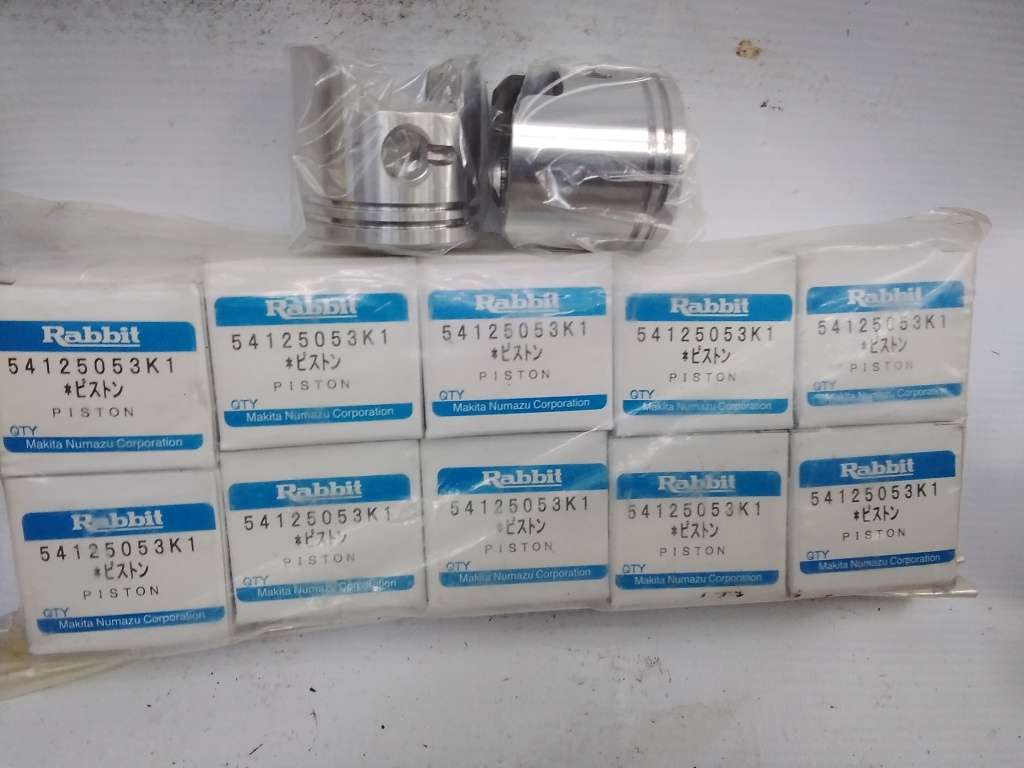 Rabbit
54125053K1
*ピストン
PISTON
QTY
Makita Numazu Corporation
Rabbit
54125053K1
*ピストン
PISTON
QTY
Makita Numazu Corporation
Rabbit
54125053K1
*ピストン
PISTON
QTY
Makita Numazu Corporation
Rabbit
54125053K1
*ピストン
PISTON
QTY
Makita Numazu Corporation
Rabbit
54125053K1
*ピストン
PISTON
QTY
Makita Numazu Corporation
Rabbit
54125053K1
*ピストン
PISTON
QTY
Makita Numazu Corporation
Rabbit
54125053K1
*ピストン
PISTON
QTY
Makita Numazu Corporation
Rabbit
54125053K1
*ピストン
PISTON
QTY
Makita Numazu Corporation
Rabbit
54125053K1
*ピストン
PISTON
QTY
Makita Numazu Corporation
Rabbit
54125053K1
*ピストン
PISTON
QTY
Makita Numazu Corporation